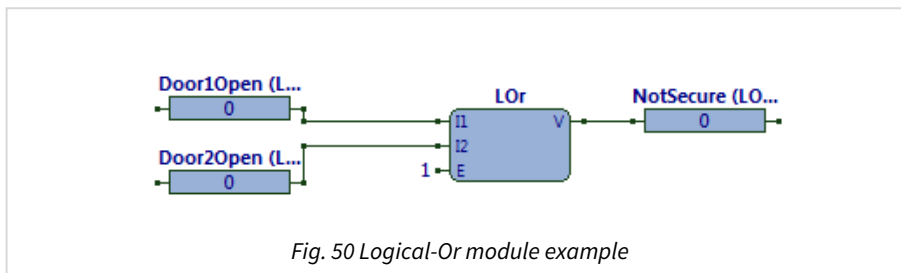 Door1Open (L...
0
LOr
NotSecure (LO...
I1
V
0
I2
Door2Open (L...
0
1
E
Fig. 50 Logical-Or module example